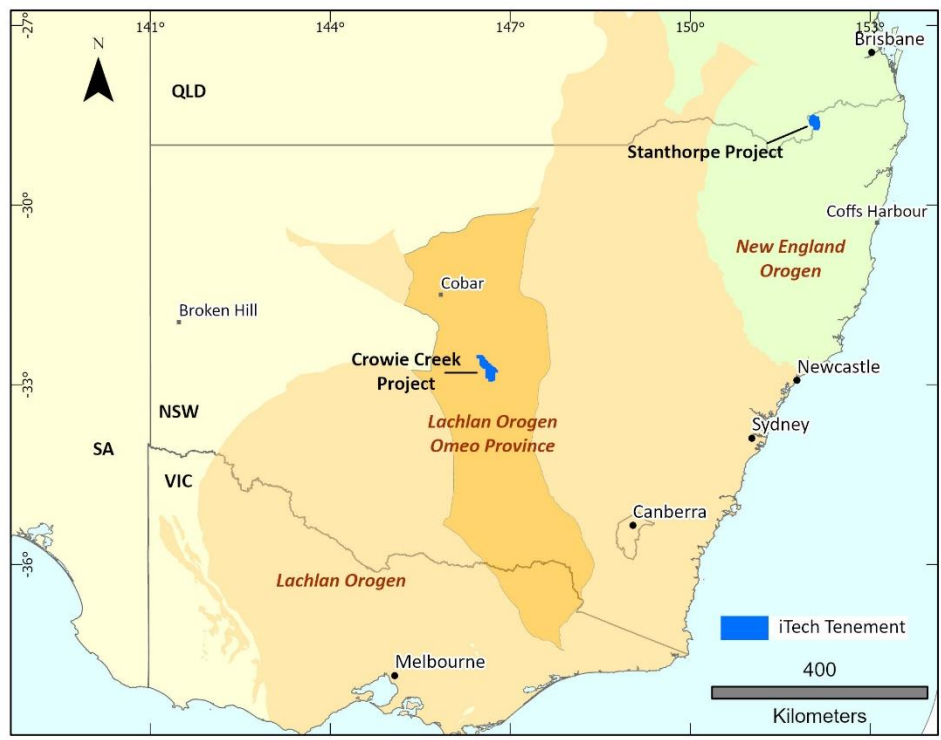 141°
144°
147°
150°
153°
-27°
Brisbane
N
QLD
Stanthorpe Project
-30°
Coffs Harbour
New England
Orogen
Cobar
Broken Hill
Crowie Creek
Project
Newcastle
-33°
NSW
Lachlan Orogen
Omeo Province
Sydney
SA
VIC
Canberra
-36°
Lachlan Orogen
iTech Tenement
Melbourne
400
Kilometers